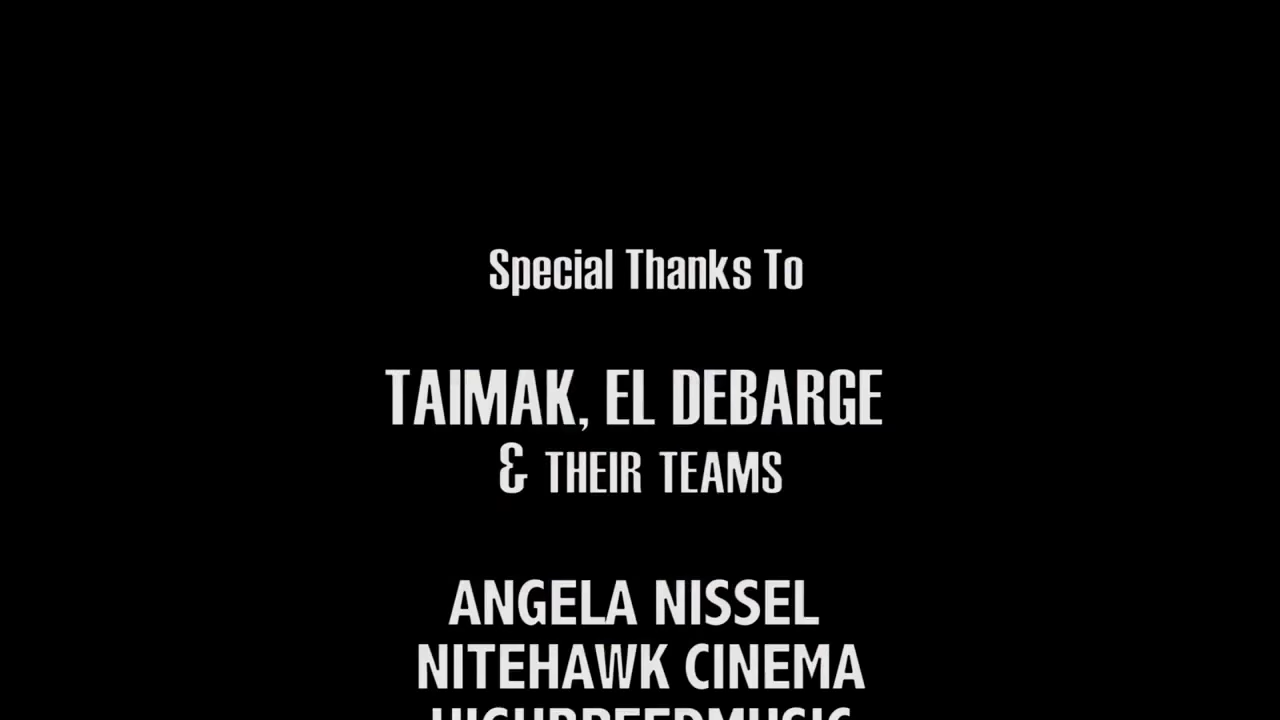 Special Thanks To
TAIMAK, EL DEBARGE
& THEIR TEAMS
ANGELA NISSEL
NITEHAWK CINEMA